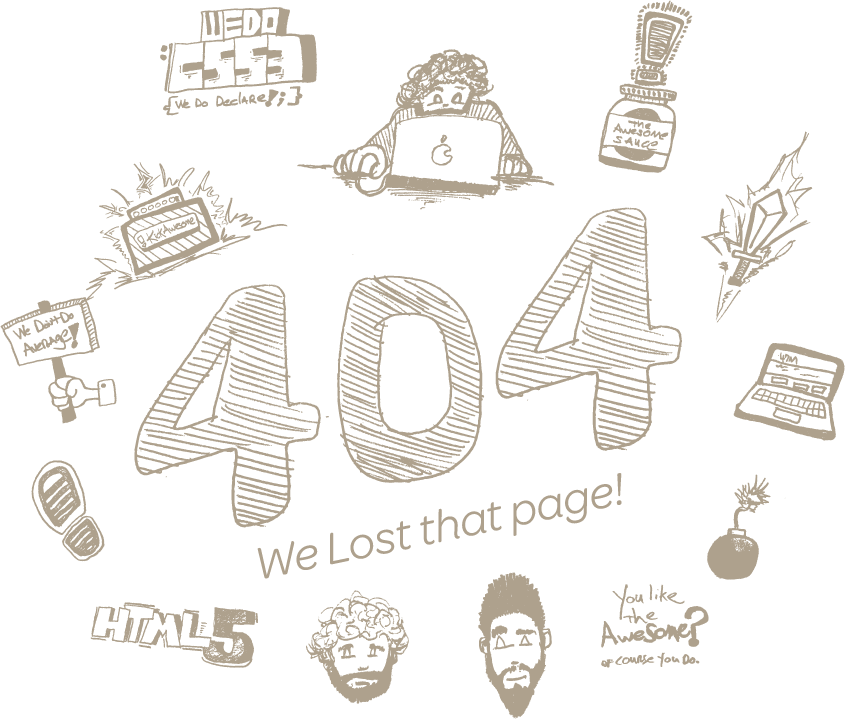 WEDO
CSS3
{We Do Declare!;}
The
Awesome
Sauce
KickAwesome
We Don't Do
Average!
404
We Lost that page!
HTML5
You like
the
Awesome?
of course You Do.